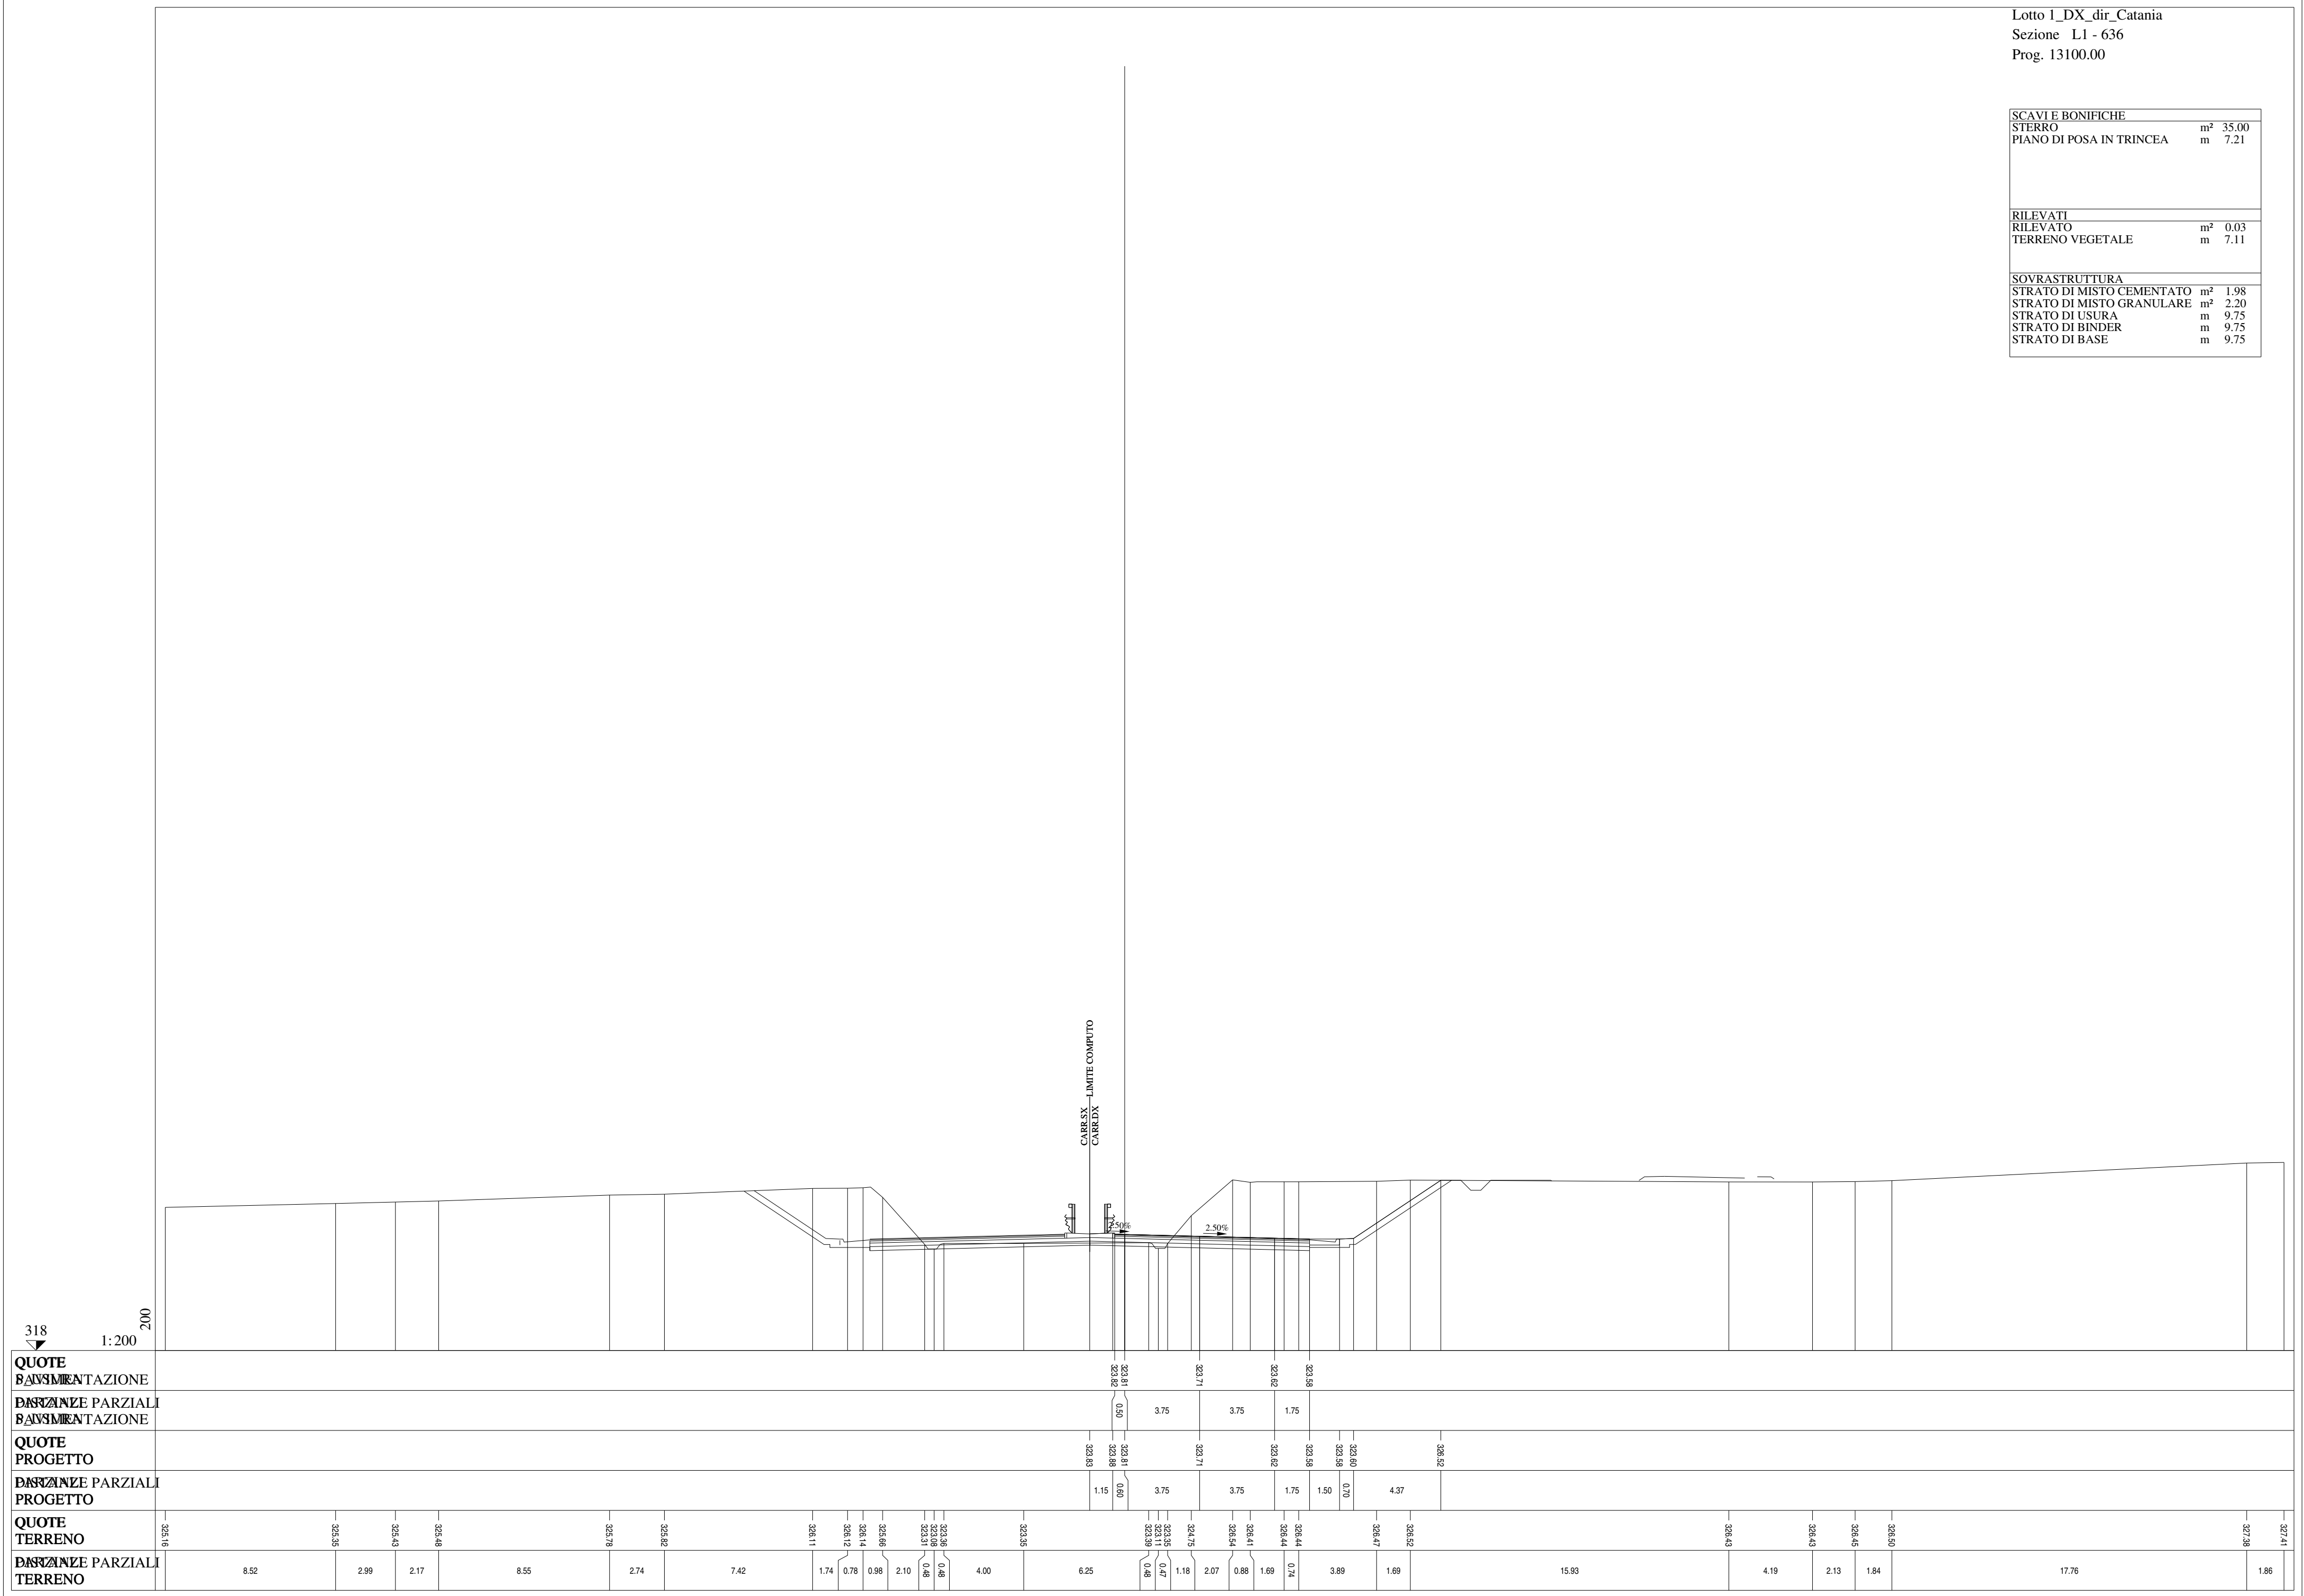 Lotto 1_DX_dir_Catania
Sezione L1 - 636
Prog. 13100.00
SCAVI E BONIFICHE
STERRO m² 35.00
PIANO DI POSA IN TRINCEA m 7.21
RILEVATI
RILEVATO m² 0.03
TERRENO VEGETALE m 7.11
SOVRASTRUTTURA
STRATO DI MISTO CEMENTATO m² 1.98
STRATO DI MISTO GRANULARE m² 2.20
STRATO DI USURA m 9.75
STRATO DI BINDER m 9.75
STRATO DI BASE m 9.75
LIMITE COMPUTO
CARR.SX
CARR.DX
2.50% 2.50%
318
1:200
200
QUOTE
PAVIMENTAZIONE
323.82 323.81 323.71 323.62 323.58
PARZIALI
PAVIMENTAZIONE
0.50 3.75 3.75 1.75
QUOTE
PROGETTO
323.83 323.88 323.81 323.71 323.62 323.58 323.58 323.60 326.52
PARZIALI
PROGETTO
1.15 0.60 3.75 3.75 1.75 1.50 0.70 4.37
QUOTE
TERRENO
325.16 325.35 325.43 325.48 325.78 325.82 326.11 326.12 326.14 325.66 323.31 323.08 323.36 323.35 323.39 323.11 323.35 324.75 326.54 326.41 326.44 326.44 326.47 326.52 326.43 326.43 326.45 326.50 327.38 327.41
PARZIALI
TERRENO
8.52 2.99 2.17 8.55 2.74 7.42 1.74 0.78 0.98 2.10 0.48 0.48 4.00 6.25 0.48 0.47 1.18 2.07 0.88 1.69 0.74 3.89 1.69 15.93 4.19 2.13 1.84 17.76 1.86